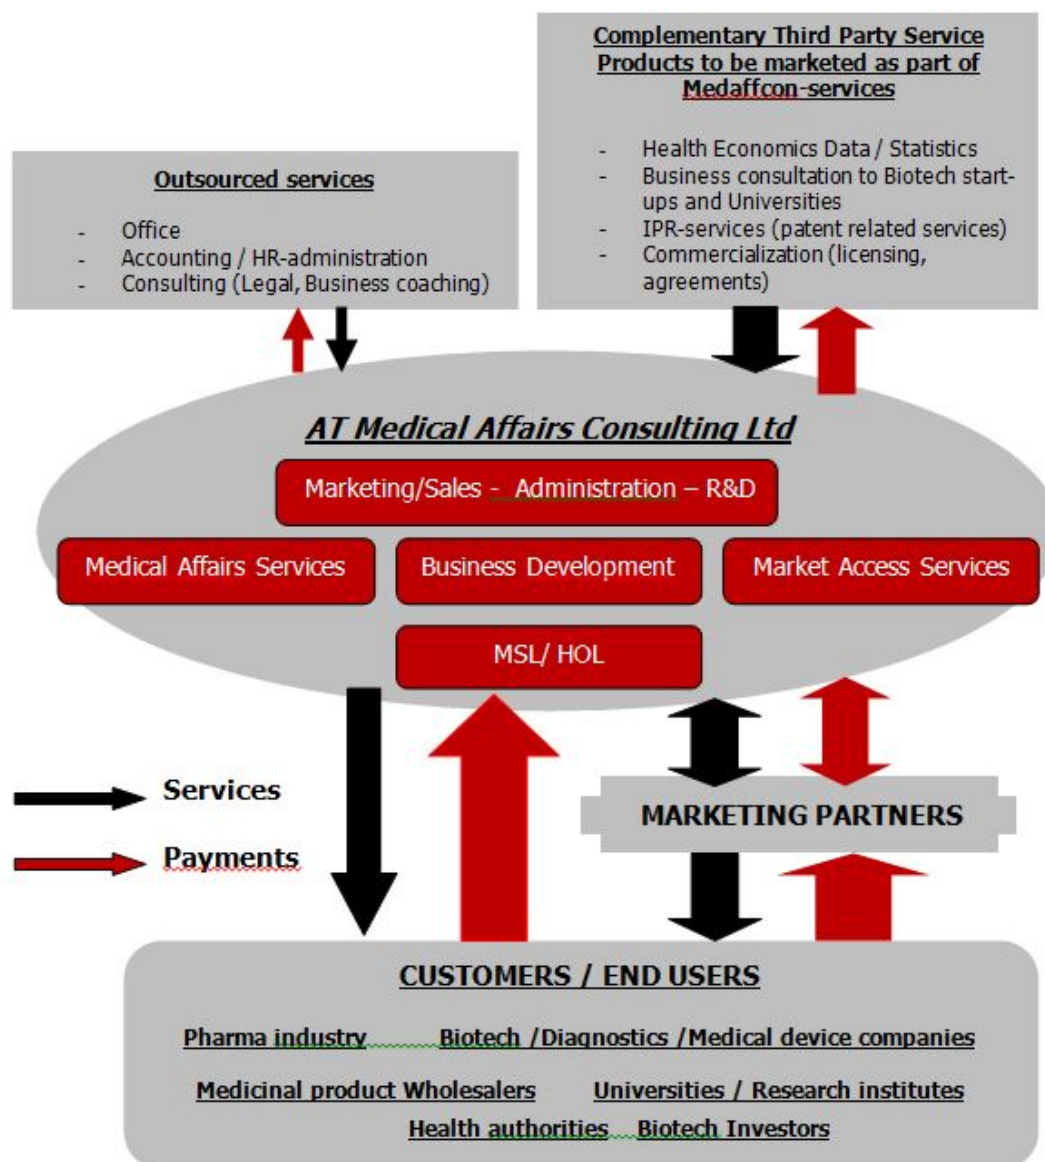 Complementary Third Party Service
Products to be marketed as part of
Medaffcon-services
- Health Economics Data / Statistics
- Business consultation to Biotech start-
ups and Universities
- IPR-services (patent related services)
- Commercialization (licensing,
agreements)
Outsourced services
- Office
- Accounting / HR-administration
- Consulting (Legal, Business coaching)
AT Medical Affairs Consulting Ltd
Marketing/Sales - Administration – R&D
Medical Affairs Services
Business Development
Market Access Services
MSL/ HOL
Services
Payments
MARKETING PARTNERS
CUSTOMERS / END USERS
Pharma industry Biotech /Diagnostics /Medical device companies
Medicinal product Wholesalers Universities / Research institutes
Health authorities Biotech Investors